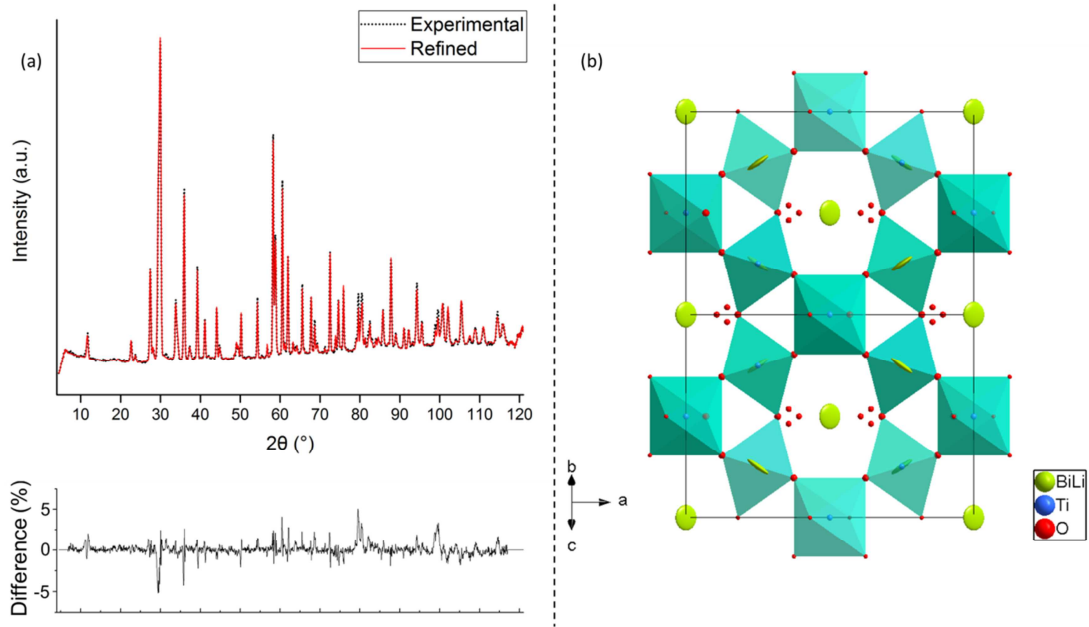 (a)
Experimental
Refined
Intensity (a.u.)
10 20 30 40 50 60 70 80 90 100 110 120
2θ (°)
Difference (%)
5
0
-5
(b)
b
a
c
BiLi
Ti
O